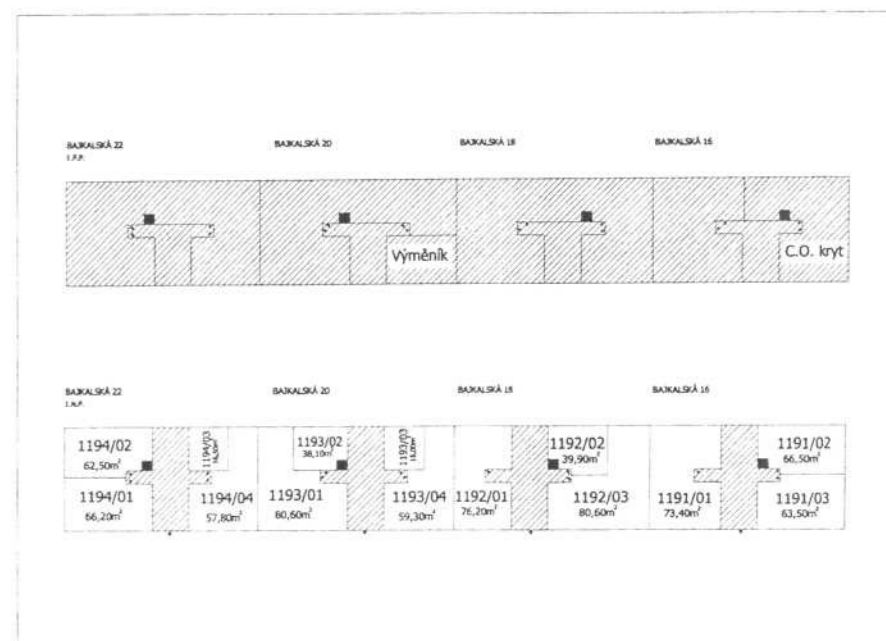 BAJKALSKÁ 22
BAJKALSKÁ 20
BAJKALSKÁ 18
BAJKALSKÁ 16
1.P.P.
Výměník
C.O. kryt
BAJKALSKÁ 22
BAJKALSKÁ 20
BAJKALSKÁ 18
BAJKALSKÁ 16
1.N.P.
1194/02
62,50m²
1194/03
1194/01
66,20m²
1194/04
57,80m²
1193/02
38,10m²
1193/03
1193/01
80,60m²
1193/04
59,30m²
1192/01
76,20m²
1192/02
39,90m²
1192/03
80,60m²
1191/01
73,40m²
1191/02
66,50m²
1191/03
63,50m²